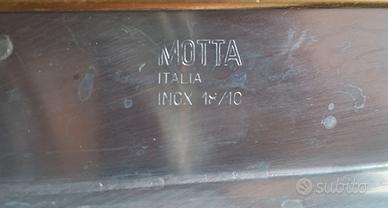 MOTTA
ITALIA
INOX 18/10
subito